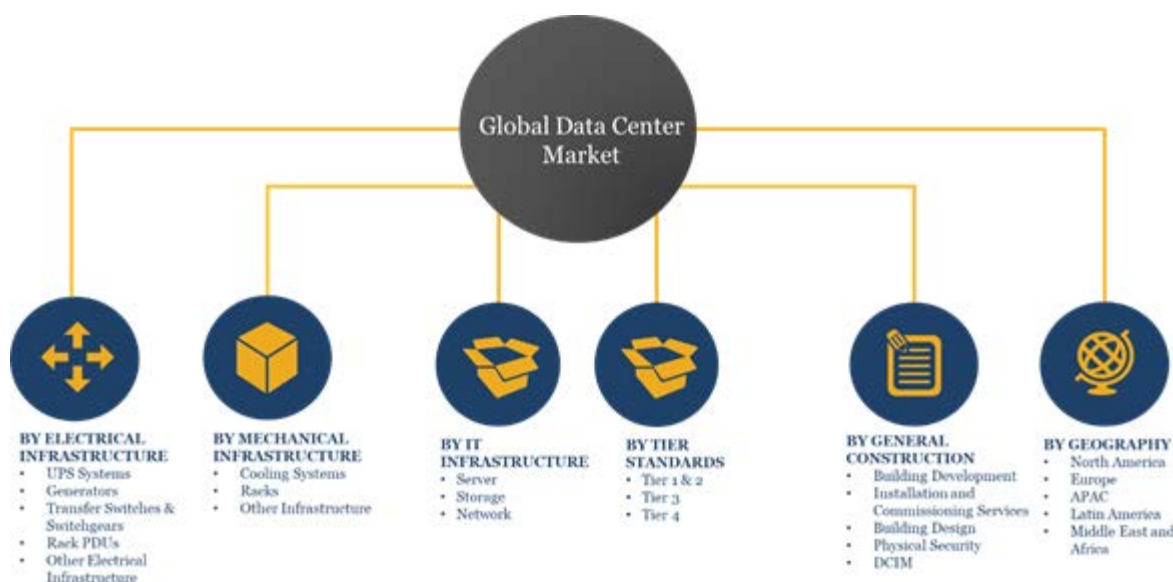 Global Data Center
Market
BY ELECTRICAL
INFRASTRUCTURE
• UPS Systems
• Generators
• Transfer Switches &
Switchgears
• Rack PDUs
• Other Electrical
Infrastructure
BY MECHANICAL
INFRASTRUCTURE
• Cooling Systems
• Racks
• Other Infrastructure
BY IT
INFRASTRUCTURE
• Server
• Storage
• Network
BY TIER
STANDARDS
• Tier 1 & 2
• Tier 3
• Tier 4
BY GENERAL
CONSTRUCTION
• Building Development
• Installation and
Commissioning Services
• Building Design
• Physical Security
• DCIM
BY GEOGRAPHY
• North America
• Europe
• APAC
• Latin America
• Middle East and
Africa